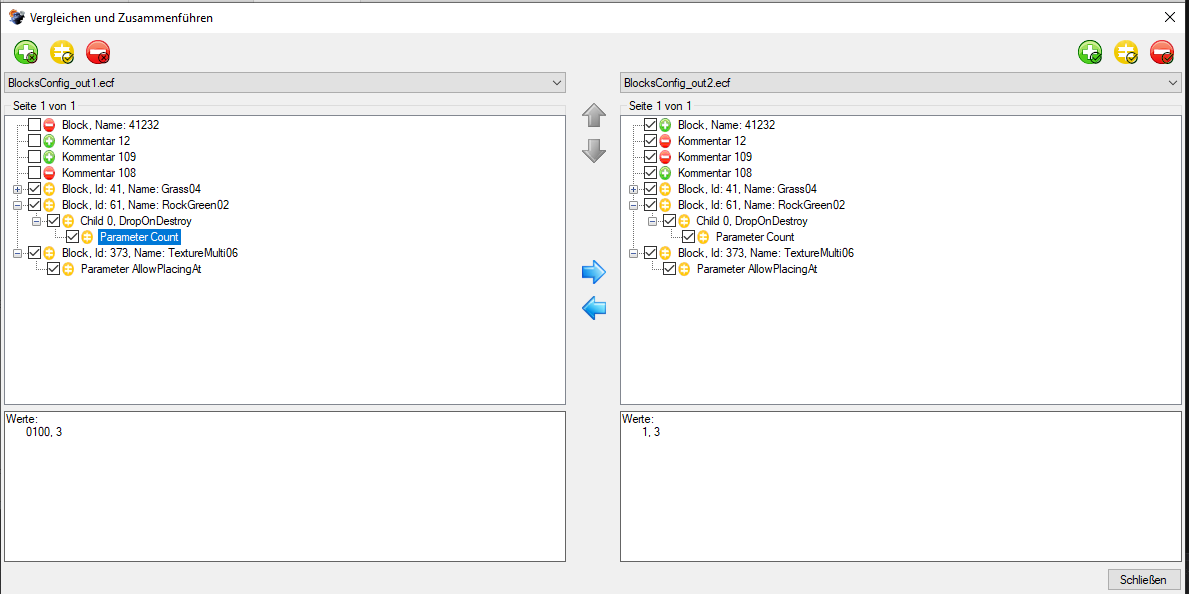 Vergleichen und Zusammenführen
BlocksConfig_out1.ecf
Seite 1 von 1
Block, Name: 41232
Kommentar 12
Kommentar 109
Kommentar 108
Block, Id: 41, Name: Grass04
Block, Id: 61, Name: RockGreen02
Child 0, DropOnDestroy
Parameter Count
Block, Id: 373, Name: TextureMulti06
Parameter AllowPlacingAt
Werte:
0100, 3
BlocksConfig_out2.ecf
Seite 1 von 1
Block, Name: 41232
Kommentar 12
Kommentar 109
Kommentar 108
Block, Id: 41, Name: Grass04
Block, Id: 61, Name: RockGreen02
Child 0, DropOnDestroy
Parameter Count
Block, Id: 373, Name: TextureMulti06
Parameter AllowPlacingAt
Werte:
1, 3
Schließen